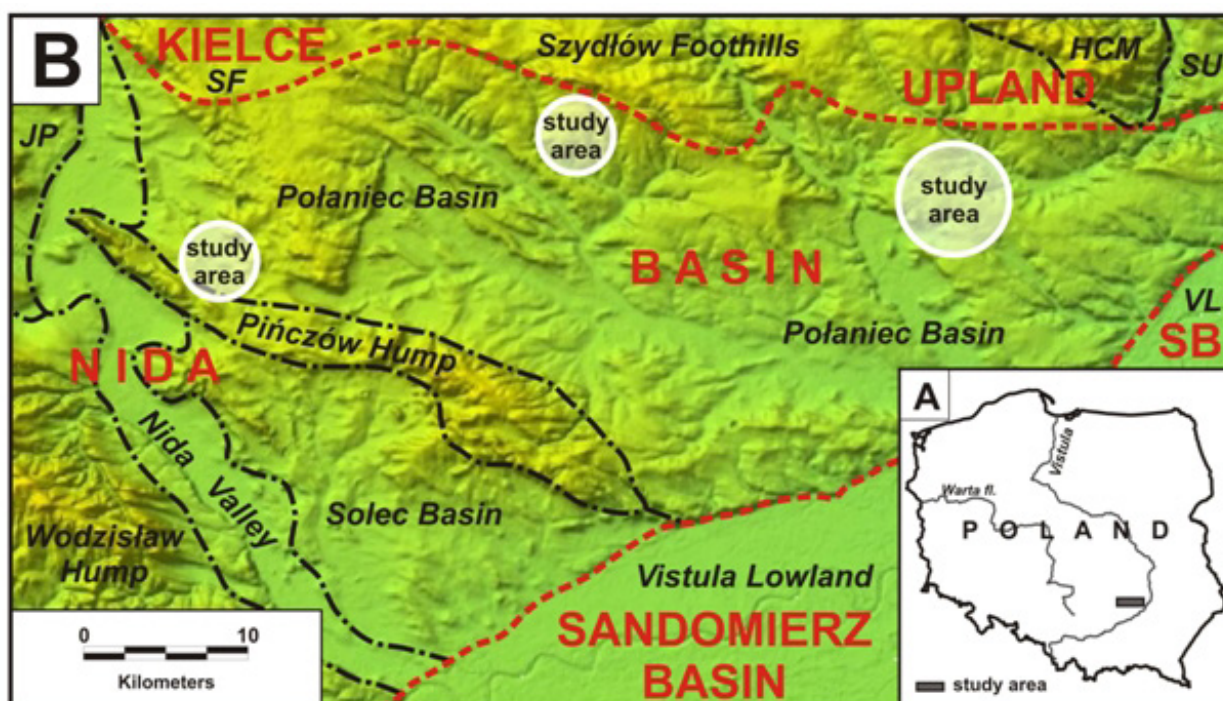 B
KIELCE
SF
Szydłów Foothills
HCM
SU
UPLAND
JP
study
area
study
area
Połaniec Basin
study
area
BASIN
VL
Połaniec Basin
SB
Pińczów Hump
NIDA
Nida Valley
Solec Basin
Wodzisław
Hump
Vistula Lowland
SANDOMIERZ
BASIN
0 10
Kilometers
A
Vistula
Warta fl.
POLAND
study area